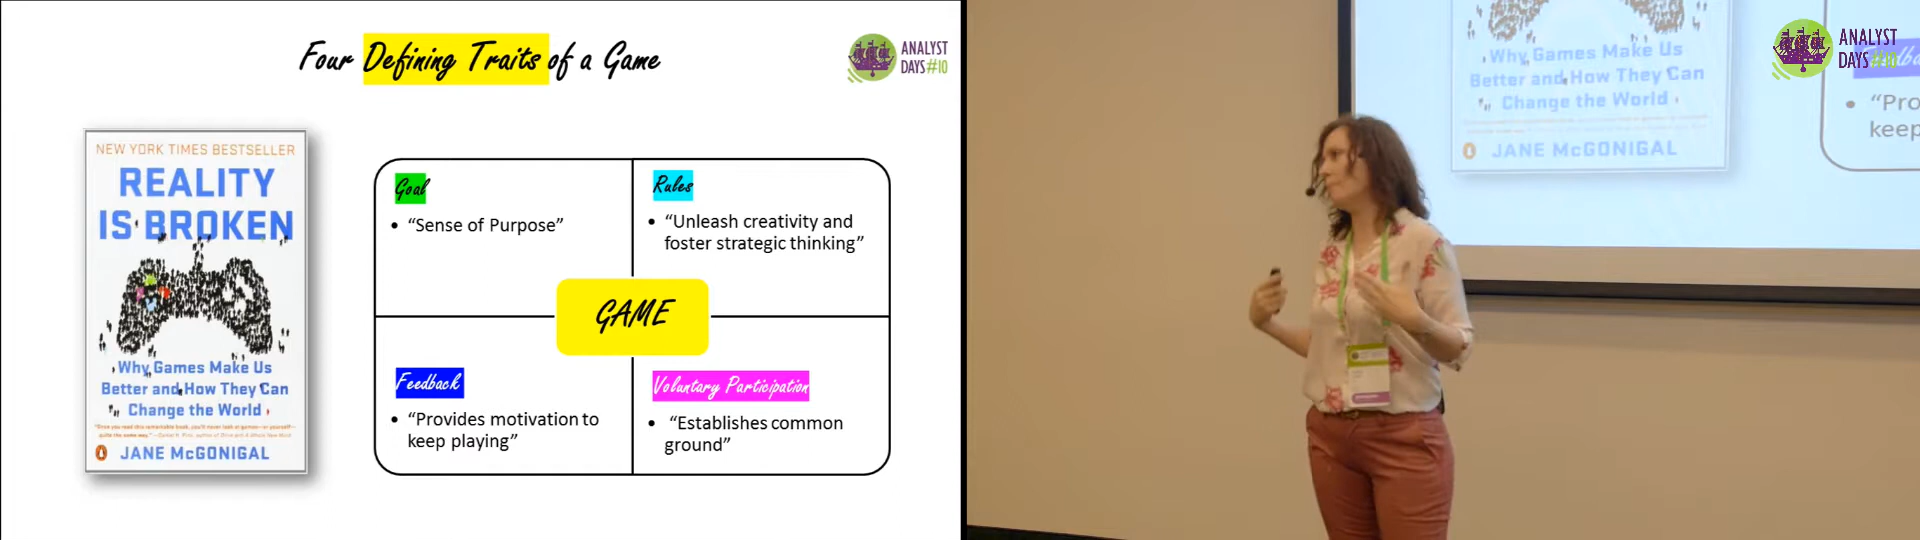 Four Defining Traits of a Game
ANALYST
DAYS#10
NEW YORK TIMES BESTSELLER
REALITY
IS BROKEN
Why Games Make Us
Better and How They Can
Change the World
JANE McGONIGAL
Goal
• “Sense of Purpose”
Rules
• “Unleash creativity and
foster strategic thinking”
GAME
Feedback
• “Provides motivation to
keep playing”
Voluntary Participation
• “Establishes common
ground”
Why Games Make Us
Better and How They Can
Change the World
JANE McGONIGAL
• “Pro
keep
ANALYST
DAYS#10